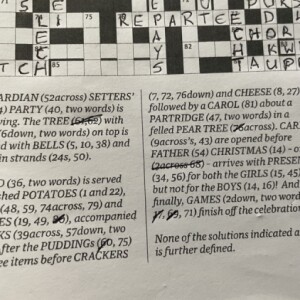 75 REPARTEE
CHOR
82
TCH
TAUP
ARDIAN (52across) SETTERS'
) PARTY (40, two words) is
ving. The TREE with
6down, two words) on top is
d with BELLS (5, 10, 38) and
in strands (24s, 50).
D (36, two words) is served
hed POTATOES (1 and 22),
(48, 59, 74across, 79) and
ES (19, 49, accompanied
KS (39across, 57down, two
fter the PUDDINGS (60, 75)
ee items before CRACKERS
(7, 72, 76down) and CHEESE (8, 27)
followed by a CAROL (81) about a
PARTRIDGE (47, two words) in a
felled PEAR TREE (76across). CAR
(9across's, 43) are opened before
FATHER (54) CHRISTMAS (14) - o
(2across 68) - arrives with PRESEN
(34, 56) for both the GIRLS (15, 45)
but not for the BOYS (14, 16)! And
finally, GAMES (2down, two word
69, 71) finish off the celebration
None of the solutions indicated a
is further defined.